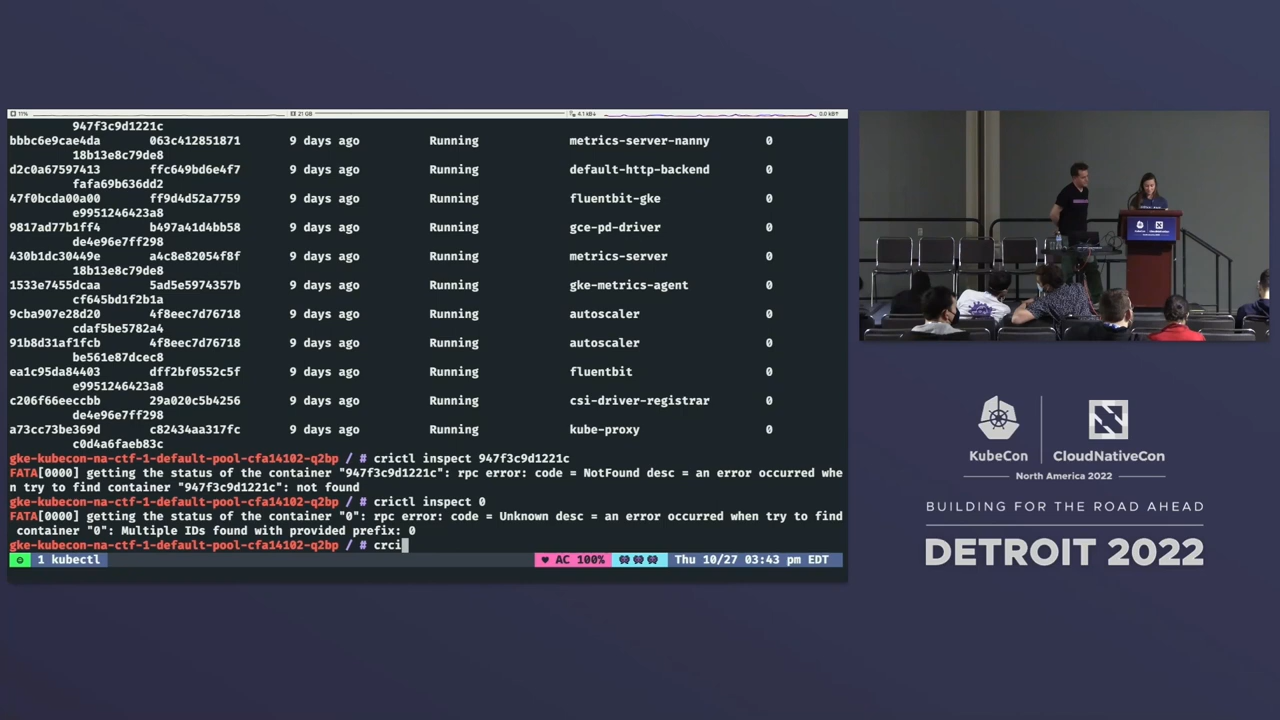 11% 21 GB 4.1 kB↑ 0.0 kB↑
947f3c9d1221c
bbbc6e9cae4da 063c412851871 9 days ago Running metrics-server-nanny 0
18b13e8c79de8
d2c0a67597413 ffc649bd6e4f7 9 days ago Running default-http-backend 0
fafa69b636dd2
47f0bcda00a00 ff9d4d52a7759 9 days ago Running fluentbit-gke 0
e9951246423a8
9817ad77b1ff4 b497a41d4bb58 9 days ago Running gce-pd-driver 0
de4e96e7ff298
430b1dc30449e a4c8e82054f8f 9 days ago Running metrics-server 0
18b13e8c79de8
1533e7455dcaa 5ad5e5974357b 9 days ago Running gke-metrics-agent 0
cf645bd1f2b1a
9cba907e28d20 4f8eec7d76718 9 days ago Running autoscaler 0
cdaf5be5782a4
91b8d31af1fcb 4f8eec7d76718 9 days ago Running autoscaler 0
be561e87dcec8
ea1c95da84403 dff2bf0552c5f 9 days ago Running fluentbit 0
e9951246423a8
c206f66eeccbb 29a020c5b4256 9 days ago Running csi-driver-registrar 0
de4e96e7ff298
a73cc73be369d c82434aa317fc 9 days ago Running kube-proxy 0
c0d4a6faeb83c
gke-kubecon-na-ctf-1-default-pool-cfa14102-q2bp / # crictl inspect 947f3c9d1221c
FATA[0000] getting the status of the container "947f3c9d1221c": rpc error: code = NotFound desc = an error occurred whe
n try to find container "947f3c9d1221c": not found
gke-kubecon-na-ctf-1-default-pool-cfa14102-q2bp / # crictl inspect 0
FATA[0000] getting the status of the container "0": rpc error: code = Unknown desc = an error occurred when try to find
container "0": Multiple IDs found with provided prefix: 0
gke-kubecon-na-ctf-1-default-pool-cfa14102-q2bp / # crci
1 kubectl ♥ AC 100% Thu 10/27 03:43 pm EDT
KubeCon CloudNativeCon
North America 2022
BUILDING FOR THE ROAD AHEAD
DETROIT 2022